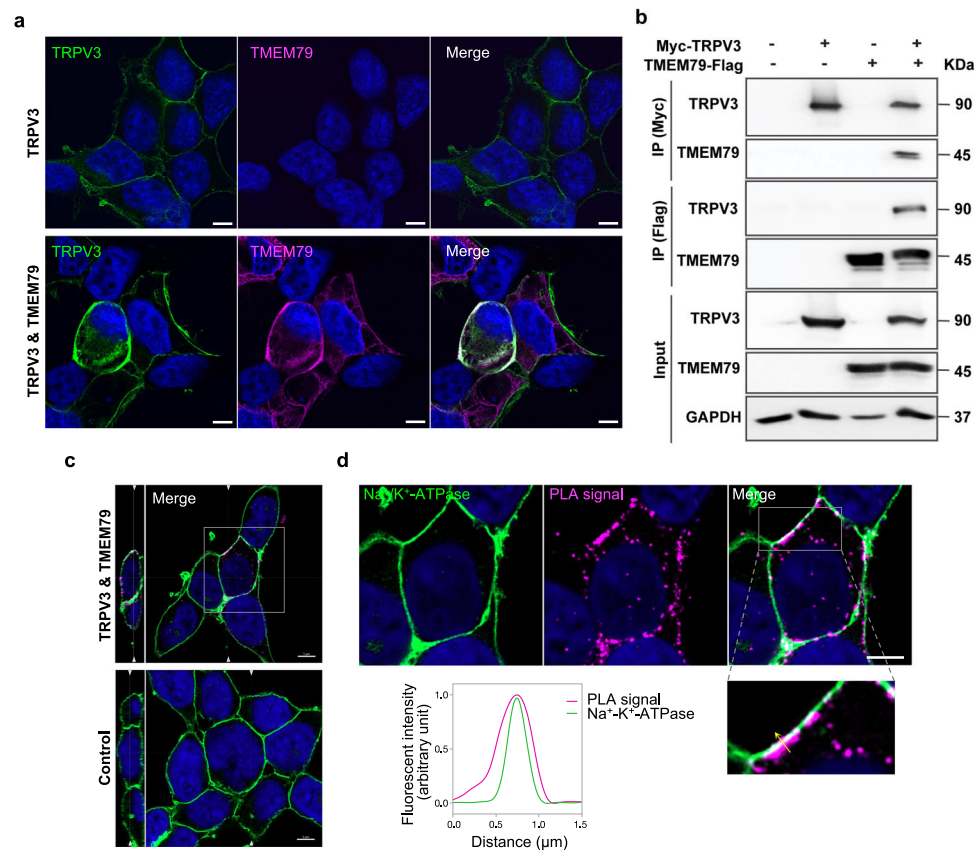 a
TRPV3
TMEM79
Merge
TRPV3
TRPV3
TMEM79
Merge
TRPV3 & TMEM79
b
Myc-TRPV3 - + - +
TMEM79-Flag - - + + KDa
IP (Myc)
TRPV3 90
TMEM79 45
IP (Flag)
TRPV3 90
TMEM79 45
Input
TRPV3 90
TMEM79 45
GAPDH 37
c
Merge
TRPV3 & TMEM79
Control
d
Na⁺/K⁺-ATPase
PLA signal
Merge
PLA signal
Na⁺-K⁺-ATPase
Fluorescent intensity
(arbitrary unit)
1.0
0.5
0.0
0.0 0.5 1.0 1.5
Distance (µm)